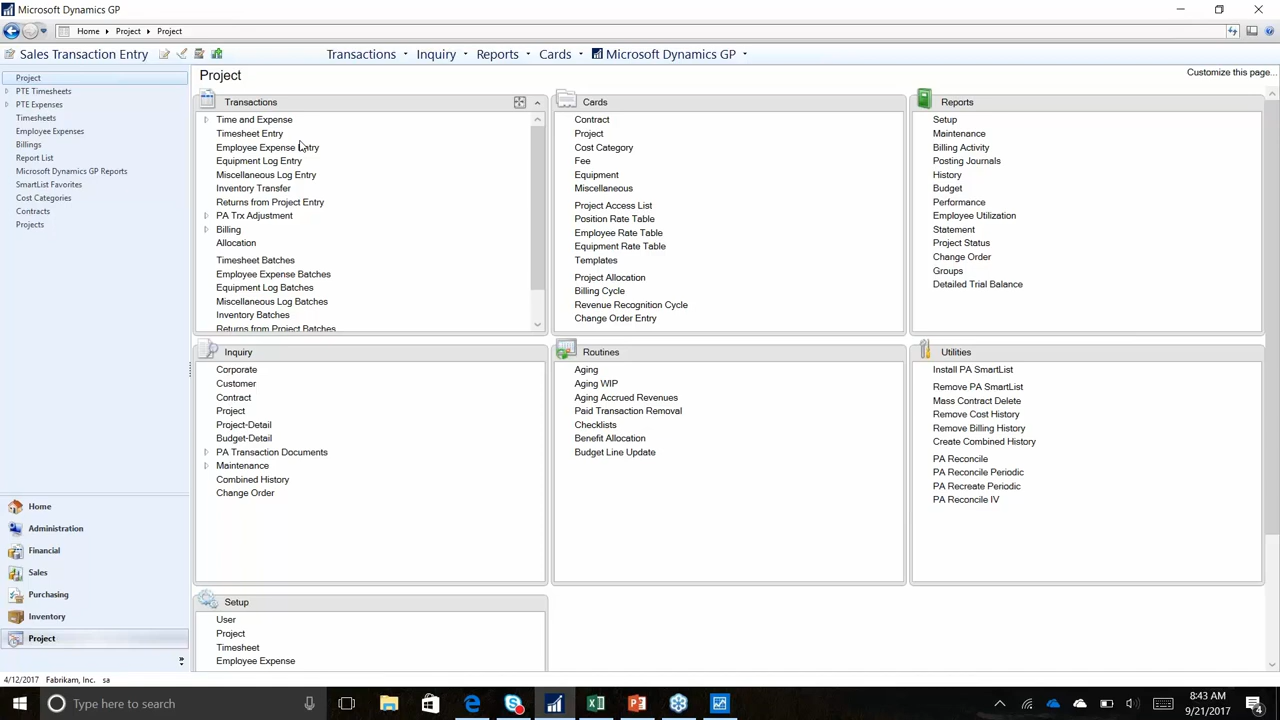 Microsoft Dynamics GP
Home Project Project
Sales Transaction Entry
Transactions Inquiry Reports Cards Microsoft Dynamics GP
Project
PTE Timesheets
PTE Expenses
Timesheets
Employee Expenses
Billings
Report List
Microsoft Dynamics GP Reports
SmartList Favorites
Cost Categories
Contracts
Projects
Home
Administration
Financial
Sales
Purchasing
Inventory
Project
Project
Customize this page...
Transactions
Time and Expense
Timesheet Entry
Employee Expense Entry
Equipment Log Entry
Miscellaneous Log Entry
Inventory Transfer
Returns from Project Entry
PA Trx Adjustment
Billing
Allocation
Timesheet Batches
Employee Expense Batches
Equipment Log Batches
Miscellaneous Log Batches
Inventory Batches
Returns from Project Batches
Cards
Contract
Project
Cost Category
Fee
Equipment
Miscellaneous
Project Access List
Position Rate Table
Employee Rate Table
Equipment Rate Table
Templates
Project Allocation
Billing Cycle
Revenue Recognition Cycle
Change Order Entry
Reports
Setup
Maintenance
Billing Activity
Posting Journals
History
Budget
Performance
Employee Utilization
Statement
Project Status
Change Order
Groups
Detailed Trial Balance
Inquiry
Corporate
Customer
Contract
Project
Project-Detail
Budget-Detail
PA Transaction Documents
Maintenance
Combined History
Change Order
Routines
Aging
Aging WIP
Aging Accrued Revenues
Paid Transaction Removal
Checklists
Benefit Allocation
Budget Line Update
Utilities
Install PA SmartList
Remove PA SmartList
Mass Contract Delete
Remove Cost History
Remove Billing History
Create Combined History
PA Reconcile
PA Reconcile Periodic
PA Recreate Periodic
PA Reconcile IV
Setup
User
Project
Timesheet
Employee Expense
4/12/2017 Fabrikam, Inc. sa
Type here to search
8:43 AM
9/21/2017
4